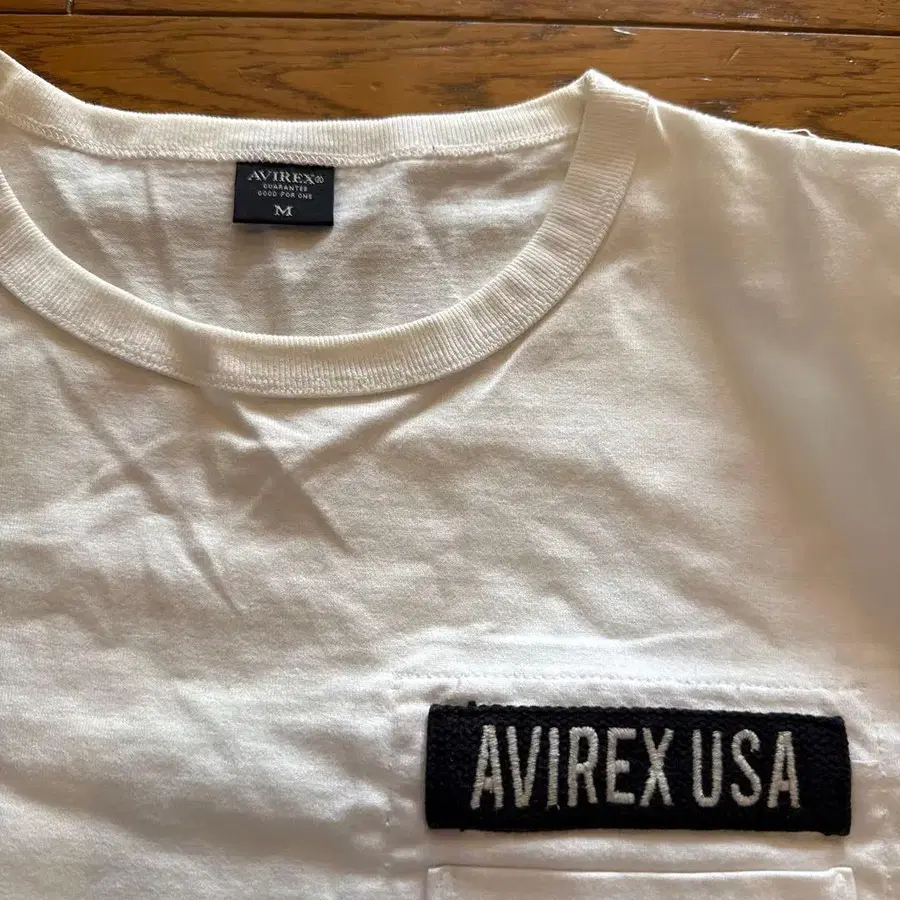 AVIREX®
GUARANTEE
GOOD FOR ONE
M
AVIREX USA